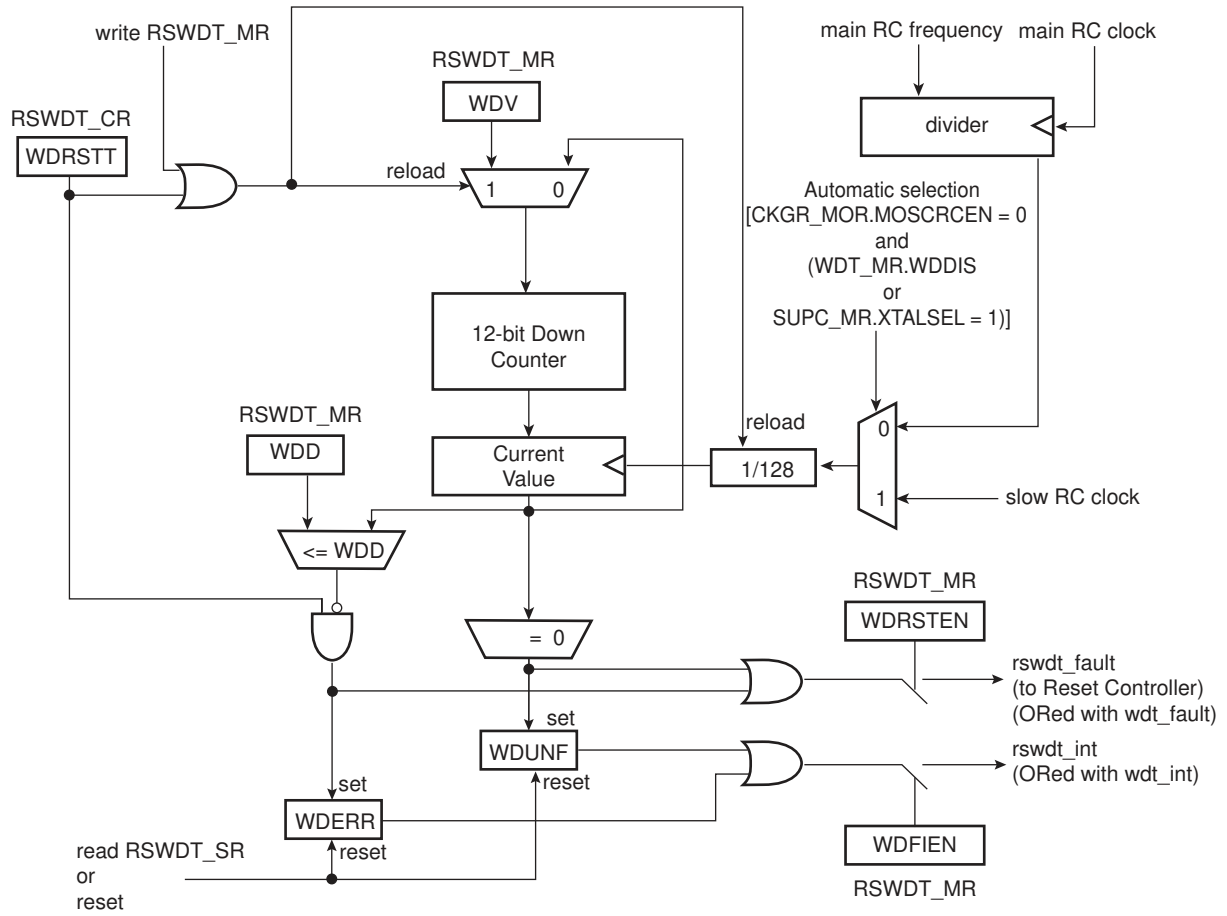 write RSWDT_MR
main RC frequency
main RC clock
RSWDT_MR
WDV
divider
RSWDT_CR
WDRSTT
reload
1
0
Automatic selection
[CKGR_MOR.MOSCRCEN = 0
and
(WDT_MR.WDDIS
or
SUPC_MR.XTALSEL = 1)]
12-bit Down
Counter
RSWDT_MR
WDD
reload
0
Current
Value
1/128
1
slow RC clock
<= WDD
RSWDT_MR
WDRSTEN
= 0
rswdt_fault
(to Reset Controller)
(ORed with wdt_fault)
set
WDUNF
reset
rswdt_int
(ORed with wdt_int)
set
WDERR
reset
WDFIEN
RSWDT_MR
read RSWDT_SR
or
reset